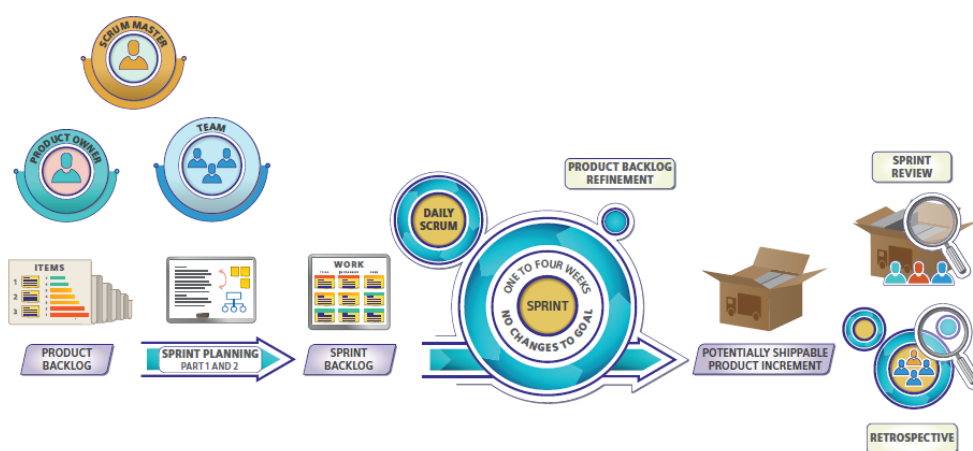 SCRUM MASTER
PRODUCT OWNER
TEAM
ITEMS
1
2
3
PRODUCT
BACKLOG
SPRINT PLANNING
PART 1 AND 2
WORK
SPRINT
BACKLOG
DAILY
SCRUM
PRODUCT BACKLOG
REFINEMENT
ONE TO FOUR WEEKS
SPRINT
NO CHANGES TO GOAL
POTENTIALLY SHIPPABLE
PRODUCT INCREMENT
SPRINT
REVIEW
RETROSPECTIVE